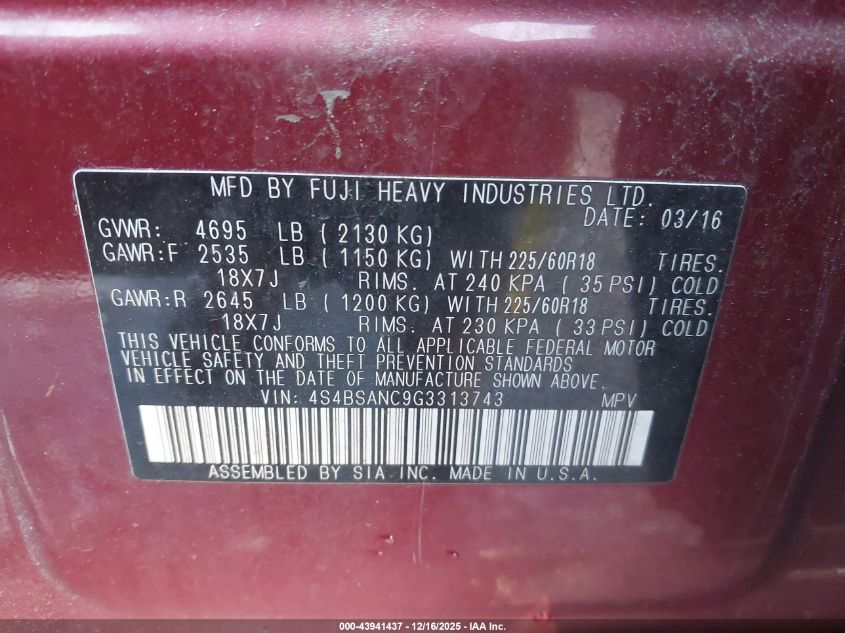 MFD BY FUJI HEAVY INDUSTRIES LTD.
DATE: 03/16
GVWR: 4695 LB ( 2130 KG)
GAWR:F 2535 LB ( 1150 KG) WITH 225/60R18 TIRES.
18X7J RIMS. AT 240 KPA ( 35 PSI) COLD
GAWR:R 2645 LB ( 1200 KG) WITH 225/60R18 TIRES.
18X7J RIMS. AT 230 KPA ( 33 PSI) COLD
THIS VEHICLE CONFORMS TO ALL APPLICABLE FEDERAL MOTOR
VEHICLE SAFETY AND THEFT PREVENTION STANDARDS
IN EFFECT ON THE DATE OF MANUFACTURE SHOWN ABOVE.
VIN: 4S4BSANC9G3313743 MPV
ASSEMBLED BY SIA INC. MADE IN U.S.A.
000-43941437 - 12/16/2025 - IAA Inc.